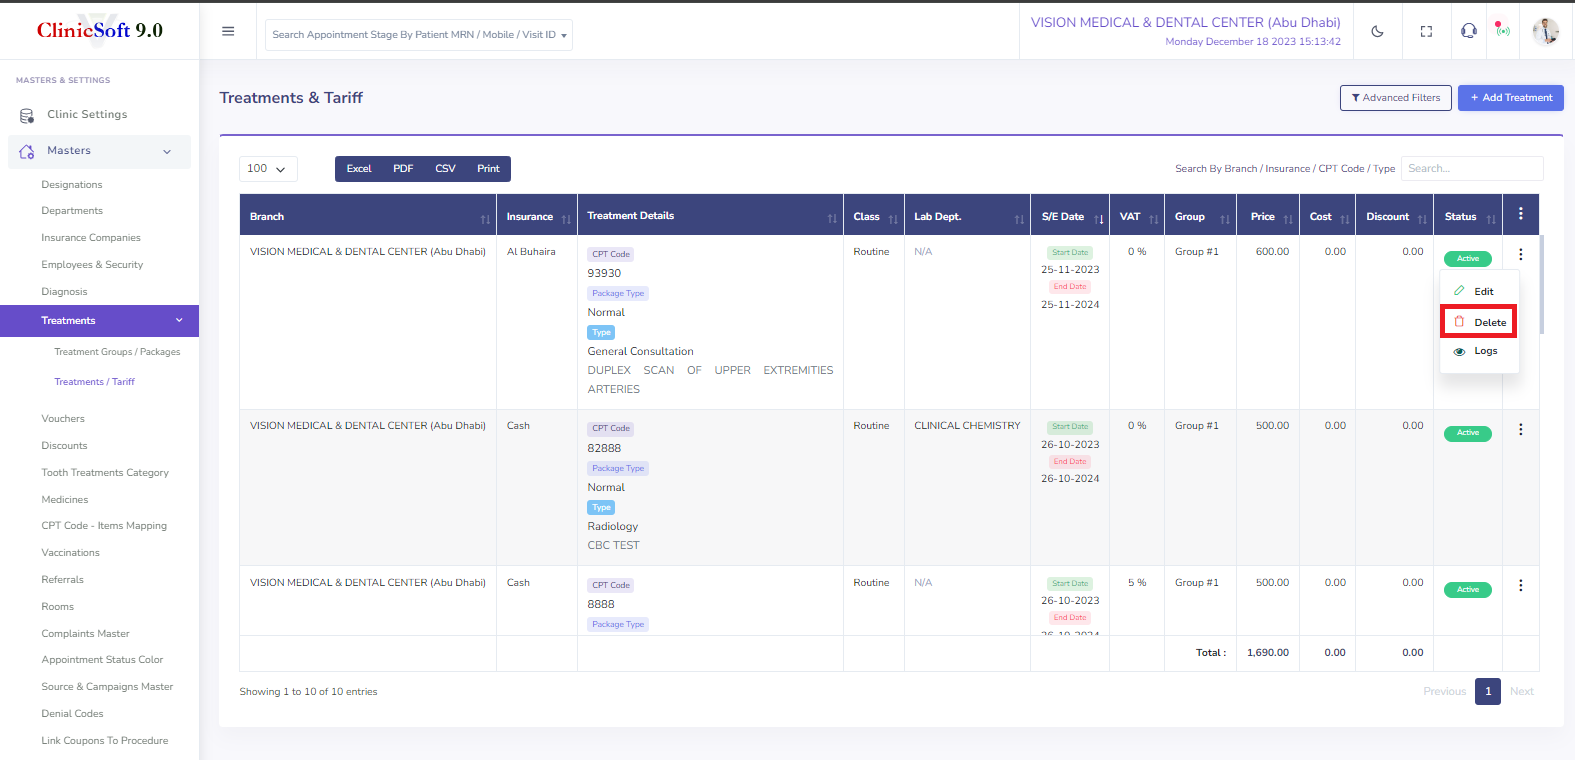 ClinicSoft 9.0
Search Appointment Stage By Patient MRN / Mobile / Visit ID
VISION MEDICAL & DENTAL CENTER (Abu Dhabi)
Monday December 18 2023 15:13:42
MASTERS & SETTINGS
Clinic Settings
Masters
Designations
Departments
Insurance Companies
Employees & Security
Diagnosis
Treatments
Treatment Groups / Packages
Treatments / Tariff
Vouchers
Discounts
Tooth Treatments Category
Medicines
CPT Code - Items Mapping
Vaccinations
Referrals
Rooms
Complaints Master
Appointment Status Color
Source & Campaigns Master
Denial Codes
Link Coupons To Procedure
Treatments & Tariff
Advanced Filters
+ Add Treatment
100
Excel PDF CSV Print
Search By Branch / Insurance / CPT Code / Type Search...
Branch Insurance Treatment Details Class Lab Dept. S/E Date VAT Group Price Cost Discount Status
VISION MEDICAL & DENTAL CENTER (Abu Dhabi) Al Buhaira CPT Code Routine N/A Start Date 0 % Group #1 600.00 0.00 0.00 Active
93930 25-11-2023
Package Type End Date
Normal 25-11-2024
Type
General Consultation
DUPLEX SCAN OF UPPER EXTREMITIES
ARTERIES
Edit
Delete
Logs
VISION MEDICAL & DENTAL CENTER (Abu Dhabi) Cash CPT Code Routine CLINICAL CHEMISTRY Start Date 0 % Group #1 500.00 0.00 0.00 Active
82888 26-10-2023
Package Type End Date
Normal 26-10-2024
Type
Radiology
CBC TEST
VISION MEDICAL & DENTAL CENTER (Abu Dhabi) Cash CPT Code Routine N/A Start Date 5 % Group #1 500.00 0.00 0.00 Active
8888 26-10-2023
Package Type End Date
26-10-2024
Total : 1,690.00 0.00 0.00
Showing 1 to 10 of 10 entries
Previous 1 Next